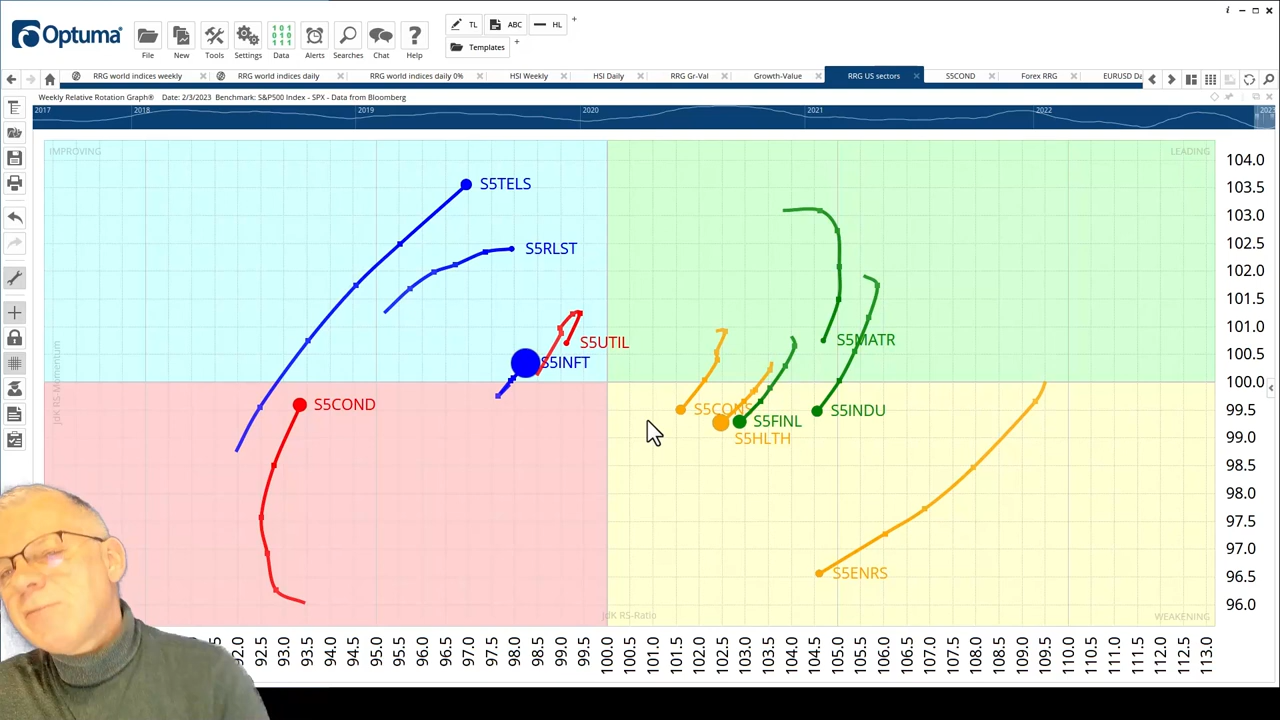 Optuma
File
New
Tools
Settings
Data
Alerts
Searches
Chat
Help
TL
ABC
HL
Templates
RRG world indices weekly
RRG world indices daily
RRG world indices daily 0%
HSI Weekly
HSI Daily
RRG Gr-Val
Growth-Value
RRG US sectors
S5COND
Forex RRG
EURUSD Da
Weekly Relative Rotation Graph® Date: 2/3/2023 Benchmark: S&P500 Index - SPX - Data from Bloomberg
2017 2018 2019 2020 2021 2022
IMPROVING
LEADING
S5TELS
S5RLST
S5UTIL
S5INFT
S5MATR
S5COND
S5CONS
S5INDU
S5FINL
S5HLTH
S5ENRS
JdK RS-Momentum
JdK RS-Ratio
WEAKENING
104.0
103.5
103.0
102.5
102.0
101.5
101.0
100.5
100.0
99.5
99.0
98.5
98.0
97.5
97.0
96.5
96.0
92.0 92.5 93.0 93.5 94.0 94.5 95.0 95.5 96.0 96.5 97.0 97.5 98.0 98.5 99.0 99.5 100.0 100.5 101.0 101.5 102.0 102.5 103.0 103.5 104.0 104.5 105.0 105.5 106.0 106.5 107.0 107.5 108.0 108.5 109.0 109.5 110.0 110.5 111.0 111.5 112.0 112.5 113.0